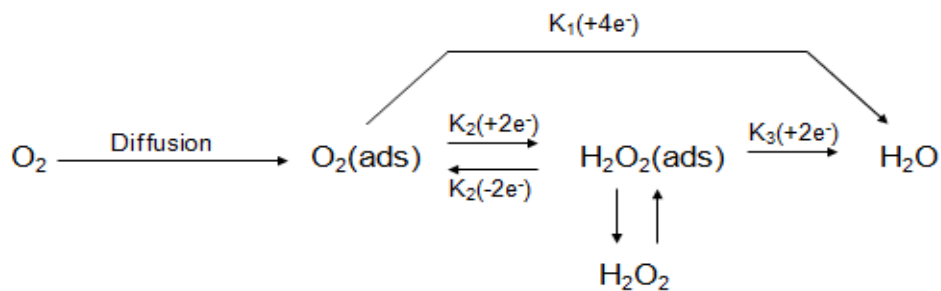 K₁(+4e⁻)
Diffusion
K₂(+2e⁻)
K₃(+2e⁻)
O₂ O₂(ads) H₂O₂(ads) H₂O
K₂(-2e⁻)
H₂O₂